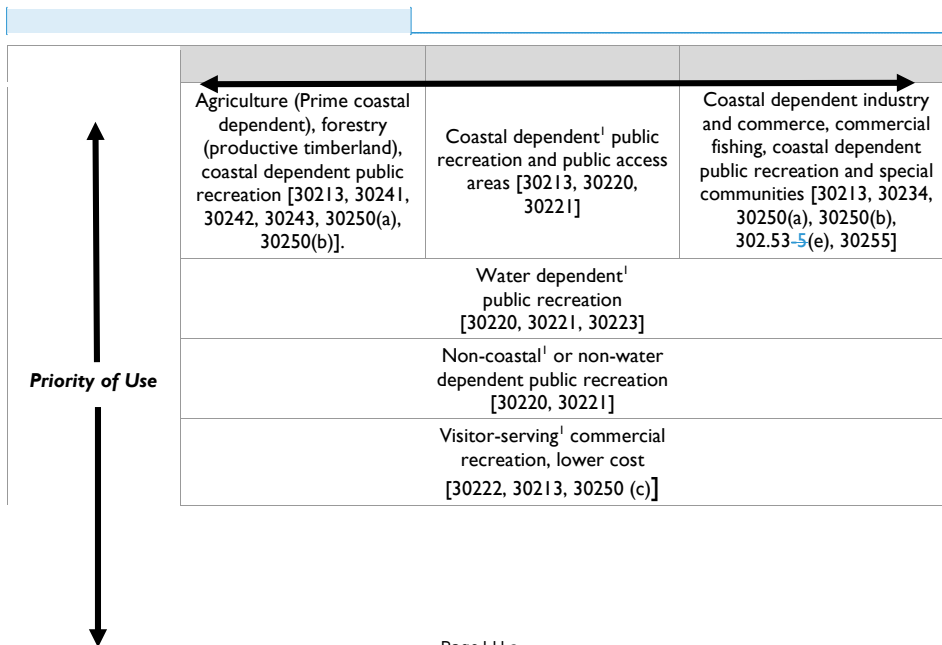 Agriculture (Prime coastal
dependent), forestry
(productive timberland),
coastal dependent public
recreation [30213, 30241,
30242, 30243, 30250(a),
30250(b)].
Coastal dependent¹ public
recreation and public access
areas [30213, 30220,
30221]
Coastal dependent industry
and commerce, commercial
fishing, coastal dependent
public recreation and special
communities [30213, 30234,
30250(a), 30250(b),
302.53-5(e), 30255]
Water dependent¹
public recreation
[30220, 30221, 30223]
Priority of Use
Non-coastal¹ or non-water
dependent public recreation
[30220, 30221]
Visitor-serving¹ commercial
recreation, lower cost
[30222, 30213, 30250 (c)]